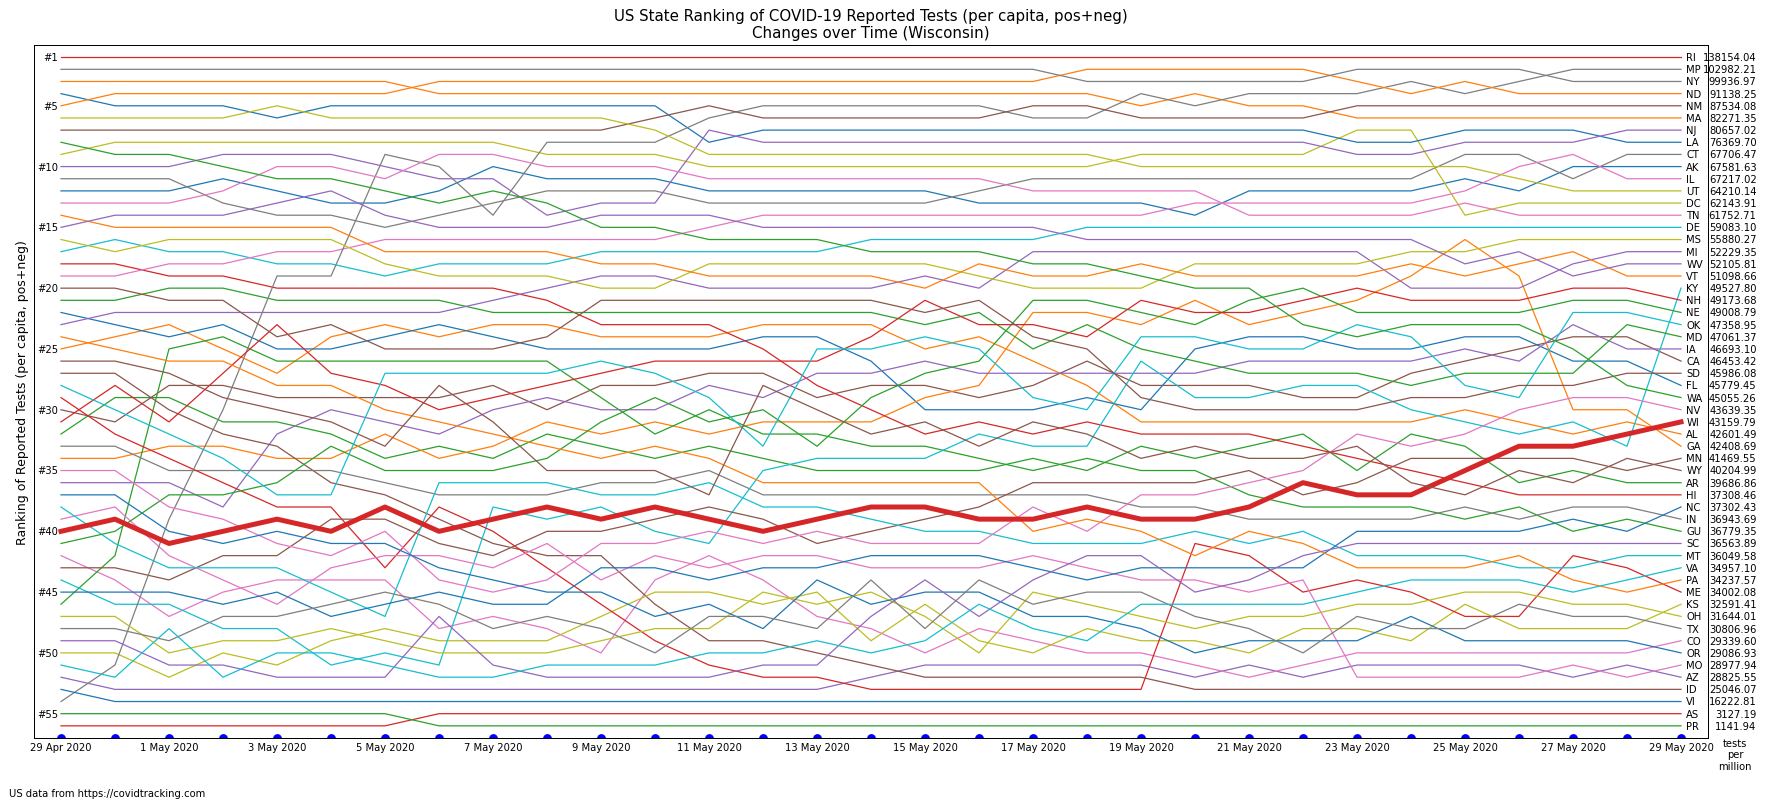 US State Ranking of COVID-19 Reported Tests (per capita, pos+neg)
Changes over Time (Wisconsin)
Ranking of Reported Tests (per capita, pos+neg)
#1
#5
#10
#15
#20
#25
#30
#35
#40
#45
#50
#55
RI 138154.04
MP 102982.21
NY 99936.97
ND 91138.25
NM 87534.08
MA 82271.35
NJ 80657.02
LA 76369.70
CT 67706.47
AK 67581.63
IL 67217.02
UT 64210.14
DC 62143.91
TN 61752.71
DE 59083.10
MS 55880.27
MI 52229.35
WV 52105.81
VT 51098.66
KY 49527.80
NH 49173.68
NE 49008.79
OK 47358.95
MD 47061.37
IA 46693.10
CA 46453.42
SD 45986.08
FL 45779.45
WA 45055.26
NV 43639.35
WI 43159.79
AL 42601.49
GA 42408.69
MN 41469.55
WY 40204.99
AR 39686.86
HI 37308.46
NC 37302.43
IN 36943.69
GU 36779.35
SC 36563.89
MT 36049.58
VA 34957.10
PA 34237.57
ME 34002.08
KS 32591.41
OH 31644.01
TX 30806.96
CO 29339.60
OR 29086.93
MO 28977.94
AZ 28825.55
ID 25046.07
VI 16222.81
AS 3127.19
PR 1141.94
29 Apr 2020 1 May 2020 3 May 2020 5 May 2020 7 May 2020 9 May 2020 11 May 2020 13 May 2020 15 May 2020 17 May 2020 19 May 2020 21 May 2020 23 May 2020 25 May 2020 27 May 2020 29 May 2020
tests
per
million
US data from https://covidtracking.com